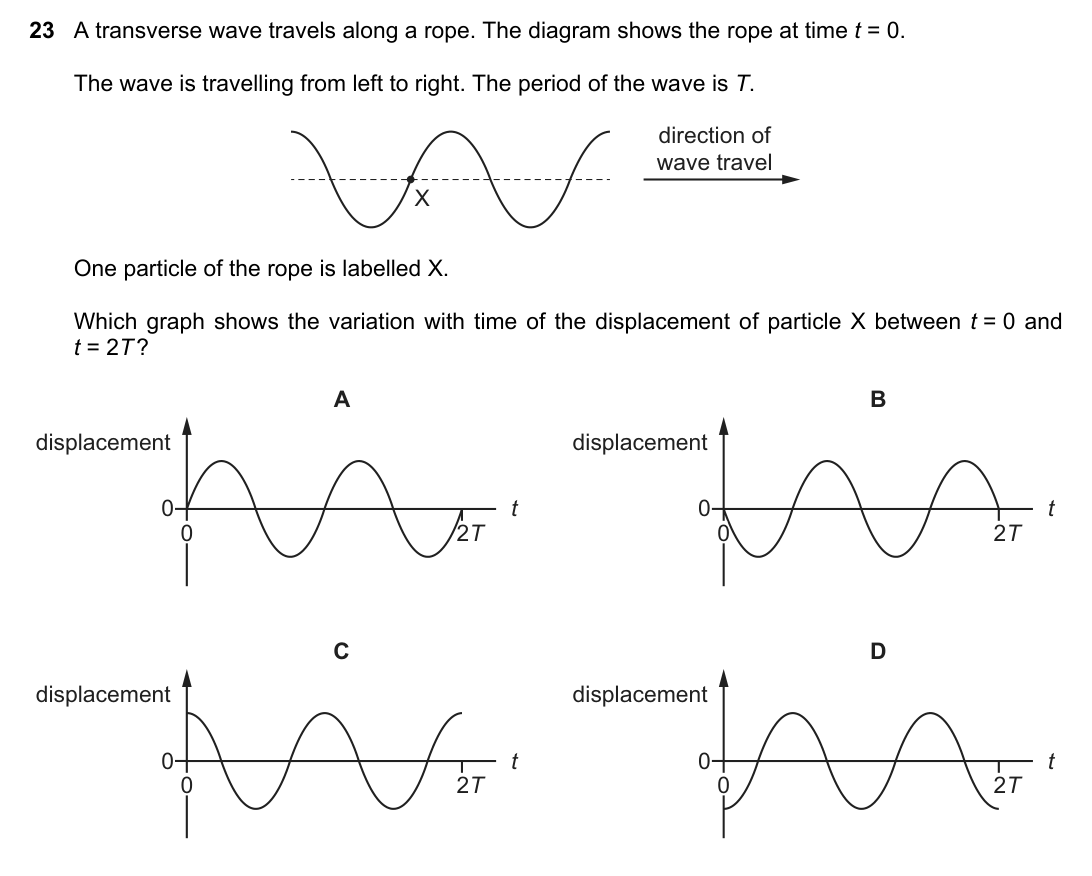 23 A transverse wave travels along a rope. The diagram shows the rope at time t = 0.
The wave is travelling from left to right. The period of the wave is T.
direction of
wave travel
X
One particle of the rope is labelled X.
Which graph shows the variation with time of the displacement of particle X between t = 0 and
t = 2T?
A
displacement
0
0
2T
t
B
displacement
0
0
2T
t
C
displacement
0
0
2T
t
D
displacement
0
0
2T
t